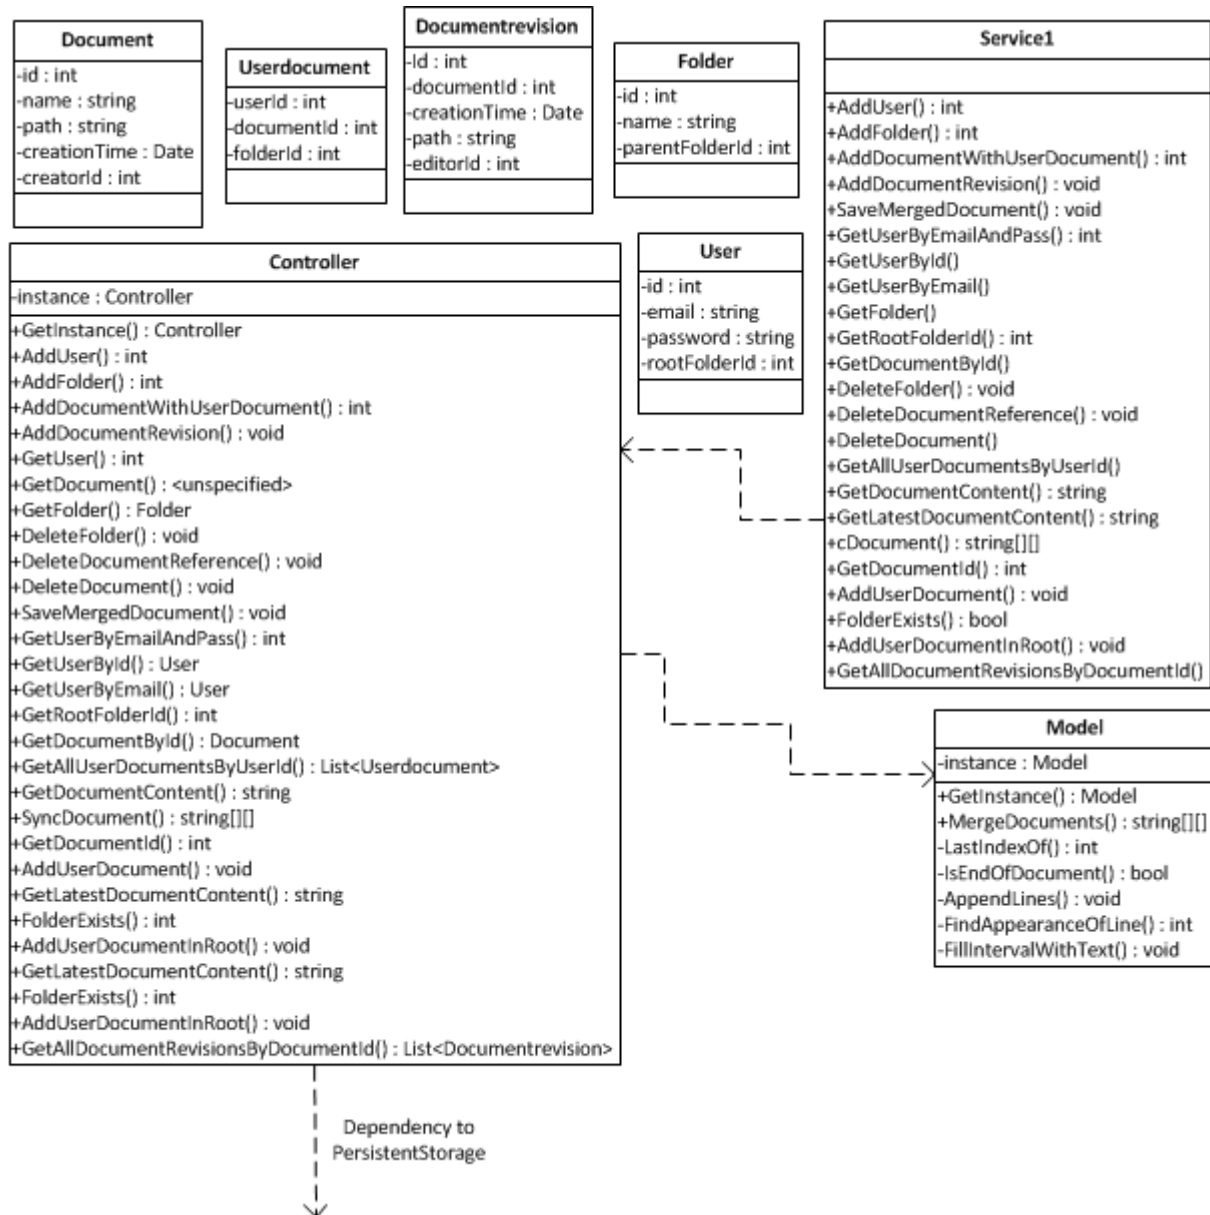 Document
-id : int
-name : string
-path : string
-creationTime : Date
-creatorId : int
Userdocument
-userId : int
-documentId : int
-folderId : int
Documentrevision
-Id : int
-documentId : int
-creationTime : Date
-path : string
-editorId : int
Folder
-id : int
-name : string
-parentFolderId : int
Service1
+AddUser() : int
+AddFolder() : int
+AddDocumentWithUserDocument() : int
+AddDocumentRevision() : void
+SaveMergedDocument() : void
+GetUserByEmailAndPass() : int
+GetUserById()
+GetUserByEmail()
+GetFolder()
+GetRootFolderId() : int
+GetDocumentById()
+DeleteFolder() : void
+DeleteDocumentReference() : void
+DeleteDocument()
+GetAllUserDocumentsByUserId()
+GetDocumentContent() : string
+GetLatestDocumentContent() : string
+cDocument() : string[][]
+GetDocumentId() : int
+AddUserDocument() : void
+FolderExists() : bool
+AddUserDocumentInRoot() : void
+GetAllDocumentRevisionsByDocumentId()
Controller
-instance : Controller
+GetInstance() : Controller
+AddUser() : int
+AddFolder() : int
+AddDocumentWithUserDocument() : int
+AddDocumentRevision() : void
+GetUser() : int
+GetDocument() : <unspecified>
+GetFolder() : Folder
+DeleteFolder() : void
+DeleteDocumentReference() : void
+DeleteDocument() : void
+SaveMergedDocument() : void
+GetUserByEmailAndPass() : int
+GetUserById() : User
+GetUserByEmail() : User
+GetRootFolderId() : int
+GetDocumentById() : Document
+GetAllUserDocumentsByUserId() : List<Userdocument>
+GetDocumentContent() : string
+SyncDocument() : string[][]
+GetDocumentId() : int
+AddUserDocument() : void
+GetLatestDocumentContent() : string
+FolderExists() : int
+AddUserDocumentInRoot() : void
+GetLatestDocumentContent() : string
+FolderExists() : int
+AddUserDocumentInRoot() : void
+GetAllDocumentRevisionsByDocumentId() : List<Documentrevision>
User
-id : int
-email : string
-password : string
-rootFolderId : int
Model
-instance : Model
+GetInstance() : Model
+MergeDocuments() : string[][]
-LastIndexOf() : int
-IsEndOfDocument() : bool
-AppendLines() : void
-FindAppearanceOfLine() : int
-FillIntervalWithText() : void
Dependency to
PersistentStorage